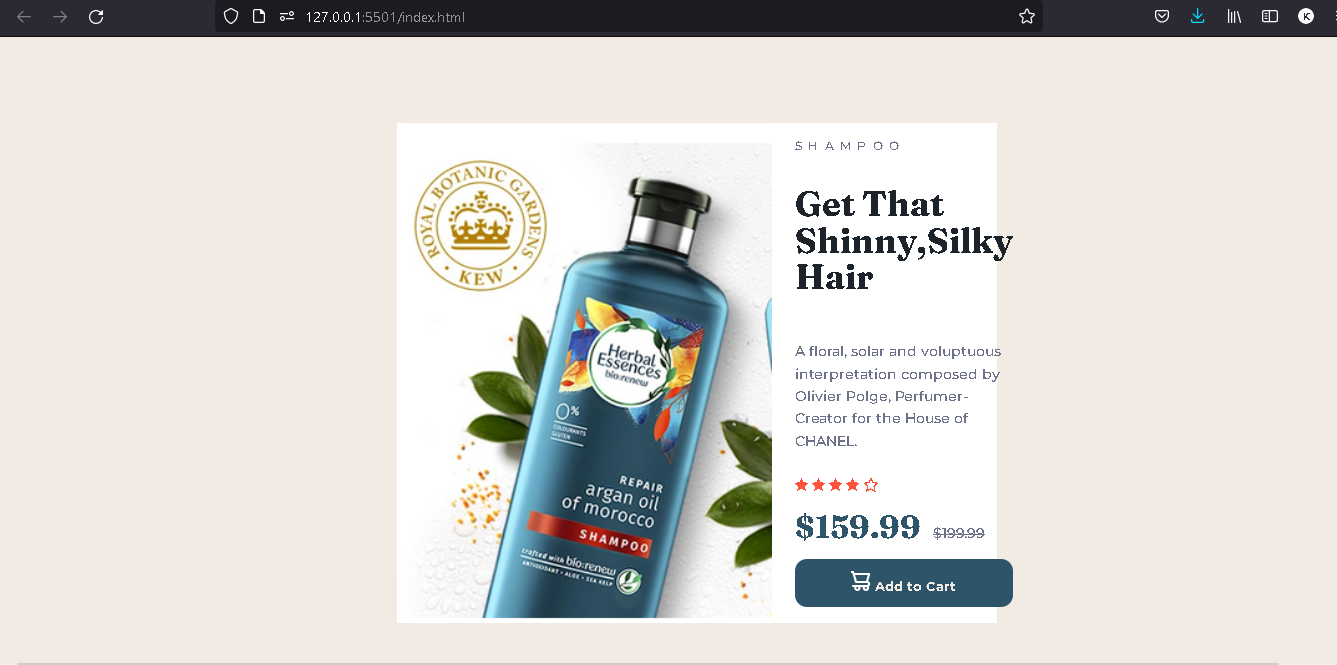 127.0.0.1:5501/index.html
K
ROYAL BOTANIC GARDENS
• KEW •
Herbal
Essences
bio:renew
0%
COLOURANTS
GLUTEN
REPAIR
argan oil
of morocco
SHAMPOO
crafted with bio:renew
ANTIOXIDANT • ALOE • SEA KELP
SHAMPOO
Get That
Shinny,Silky
Hair
A floral, solar and voluptuous
interpretation composed by
Olivier Polge, Perfumer-
Creator for the House of
CHANEL.
$159.99 $199.99
Add to Cart